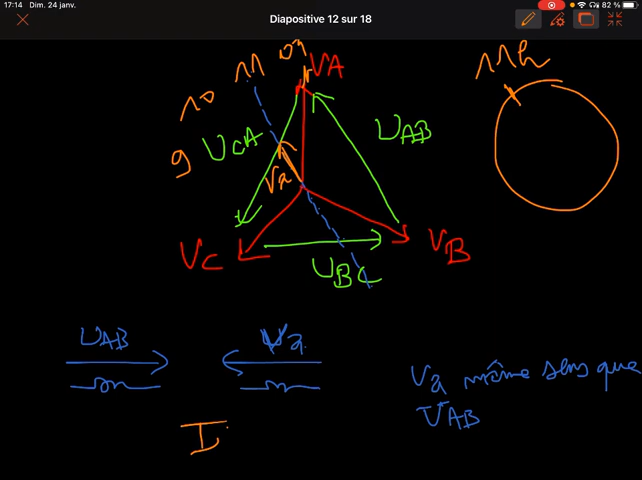 17:14 Dim. 24 janv.
82 %
Diapositive 12 sur 18
0h
11
VA
11h
10
9
UCA
UAB
Va
VC
VB
UBC
UAB
Va
Va même sens que
UAB
I